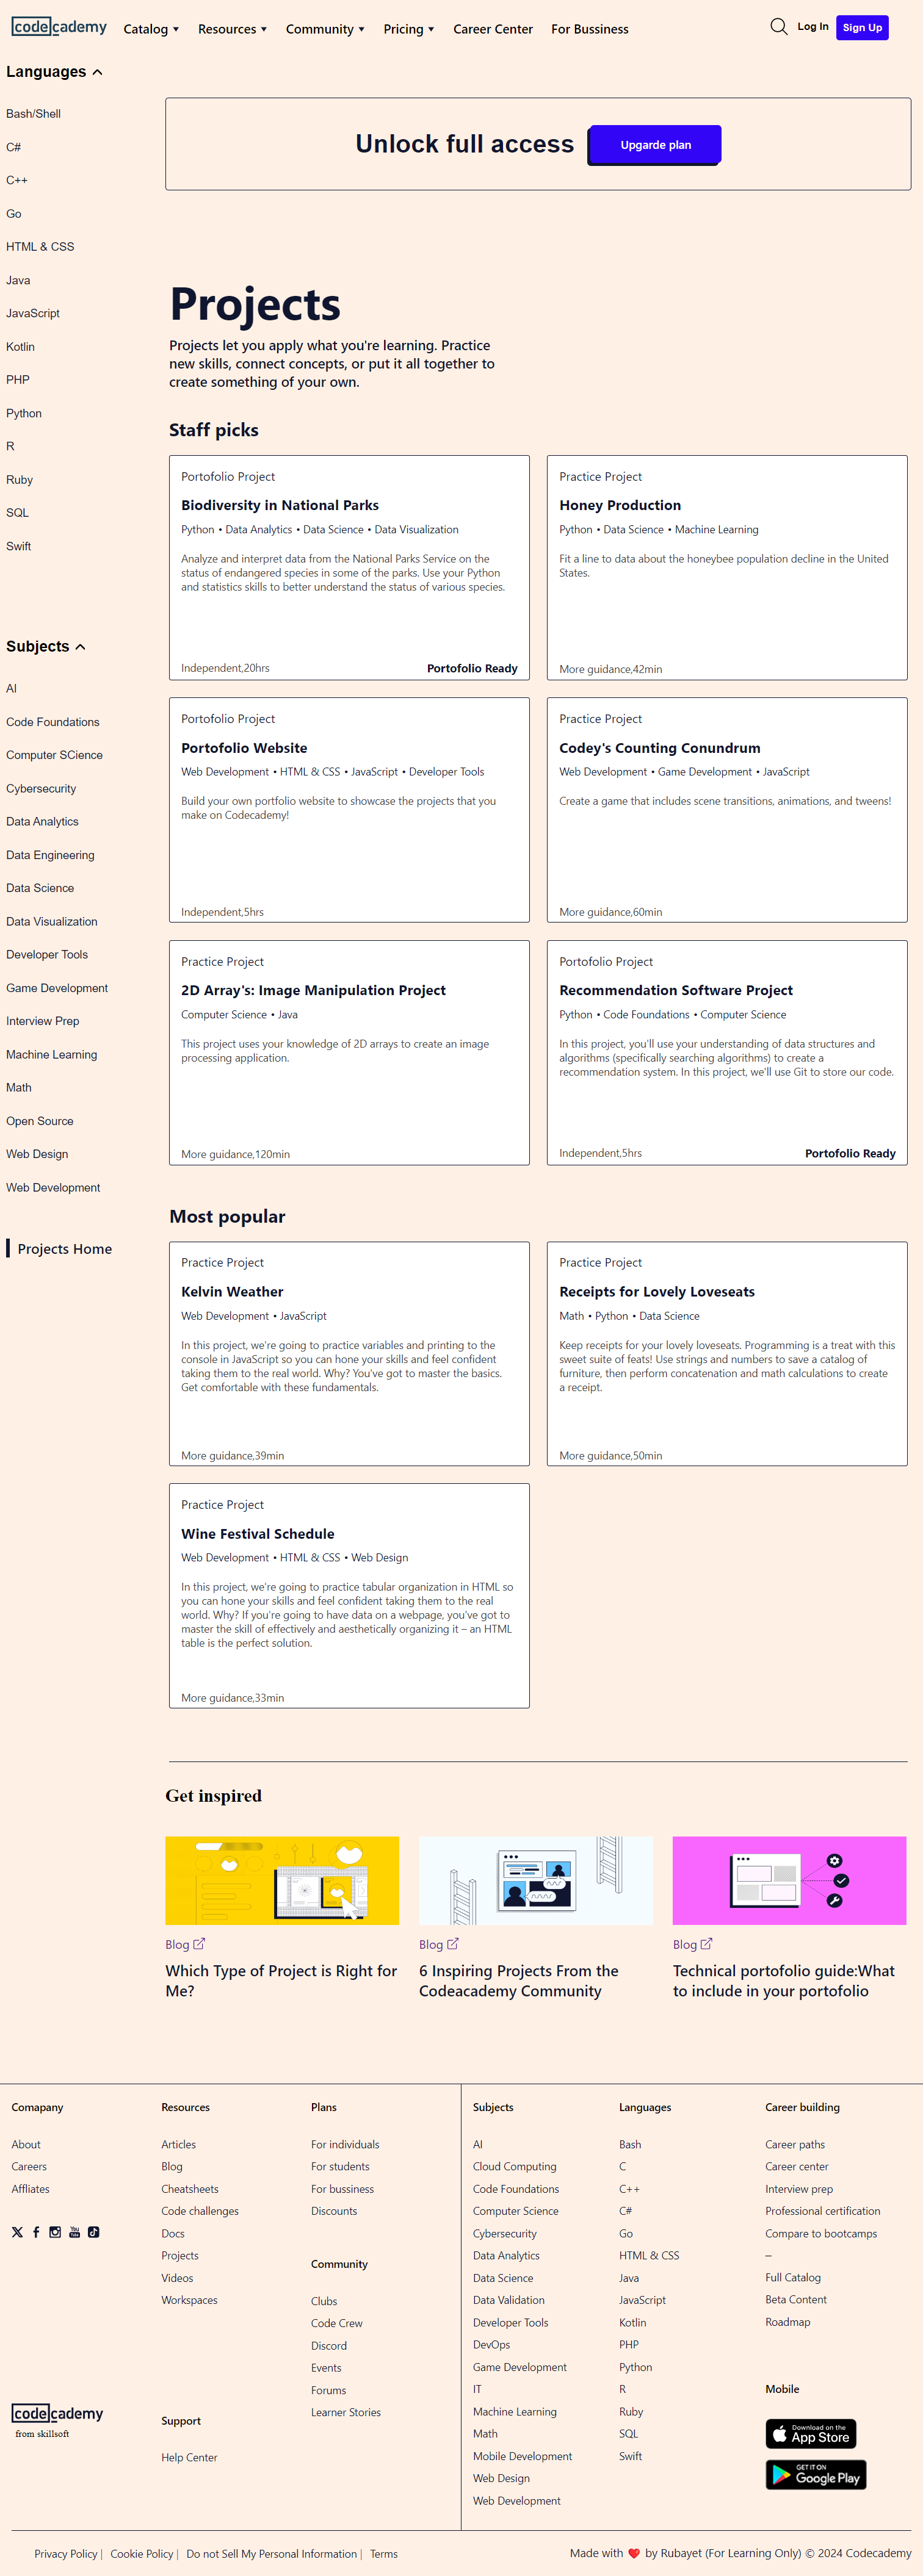 codecademy Catalog Resources Community Pricing Career Center For Bussiness Log In Sign Up
Languages
Bash/Shell
C#
C++
Go
HTML & CSS
Java
JavaScript
Kotlin
PHP
Python
R
Ruby
SQL
Swift
Subjects
AI
Code Foundations
Computer SCience
Cybersecurity
Data Analytics
Data Engineering
Data Science
Data Visualization
Developer Tools
Game Development
Interview Prep
Machine Learning
Math
Open Source
Web Design
Web Development
Projects Home
Unlock full access Upgarde plan
Projects
Projects let you apply what you're learning. Practice
new skills, connect concepts, or put it all together to
create something of your own.
Staff picks
Portofolio Project
Biodiversity in National Parks
Python • Data Analytics • Data Science • Data Visualization
Analyze and interpret data from the National Parks Service on the
status of endangered species in some of the parks. Use your Python
and statistics skills to better understand the status of various species.
Independent,20hrs Portofolio Ready
Practice Project
Honey Production
Python • Data Science • Machine Learning
Fit a line to data about the honeybee population decline in the United
States.
More guidance,42min
Portofolio Project
Portofolio Website
Web Development • HTML & CSS • JavaScript • Developer Tools
Build your own portfolio website to showcase the projects that you
make on Codecademy!
Independent,5hrs
Practice Project
Codey's Counting Conundrum
Web Development • Game Development • JavaScript
Create a game that includes scene transitions, animations, and tweens!
More guidance,60min
Practice Project
2D Array's: Image Manipulation Project
Computer Science • Java
This project uses your knowledge of 2D arrays to create an image
processing application.
More guidance,120min
Portofolio Project
Recommendation Software Project
Python • Code Foundations • Computer Science
In this project, you'll use your understanding of data structures and
algorithms (specifically searching algorithms) to create a
recommendation system. In this project, we'll use Git to store our code.
Independent,5hrs Portofolio Ready
Most popular
Practice Project
Kelvin Weather
Web Development • JavaScript
In this project, we're going to practice variables and printing to the
console in JavaScript so you can hone your skills and feel confident
taking them to the real world. Why? You've got to master the basics.
Get comfortable with these fundamentals.
More guidance,39min
Practice Project
Receipts for Lovely Loveseats
Math • Python • Data Science
Keep receipts for your lovely loveseats. Programming is a treat with this
sweet suite of feats! Use strings and numbers to save a catalog of
furniture, then perform concatenation and math calculations to create
a receipt.
More guidance,50min
Practice Project
Wine Festival Schedule
Web Development • HTML & CSS • Web Design
In this project, we're going to practice tabular organization in HTML so
you can hone your skills and feel confident taking them to the real
world. Why? If you're going to have data on a webpage, you've got to
master the skill of effectively and aesthetically organizing it – an HTML
table is the perfect solution.
More guidance,33min
Get inspired
Blog
Which Type of Project is Right for
Me?
Blog
6 Inspiring Projects From the
Codeacademy Community
Blog
Technical portofolio guide:What
to include in your portofolio
Comapany
About
Careers
Affliates
You
Tube
codecademy
from skillsoft
Resources
Articles
Blog
Cheatsheets
Code challenges
Docs
Projects
Videos
Workspaces
Support
Help Center
Plans
For individuals
For students
For bussiness
Discounts
Community
Clubs
Code Crew
Discord
Events
Forums
Learner Stories
Subjects
AI
Cloud Computing
Code Foundations
Computer Science
Cybersecurity
Data Analytics
Data Science
Data Validation
Developer Tools
DevOps
Game Development
IT
Machine Learning
Math
Mobile Development
Web Design
Web Development
Languages
Bash
C
C++
C#
Go
HTML & CSS
Java
JavaScript
Kotlin
PHP
Python
R
Ruby
SQL
Swift
Career building
Career paths
Career center
Interview prep
Professional certification
Compare to bootcamps
–
Full Catalog
Beta Content
Roadmap
Mobile
Download on the
App Store
GET IT ON
Google Play
Privacy Policy | Cookie Policy | Do not Sell My Personal Information | Terms
Made with ❤️ by Rubayet (For Learning Only) © 2024 Codecademy